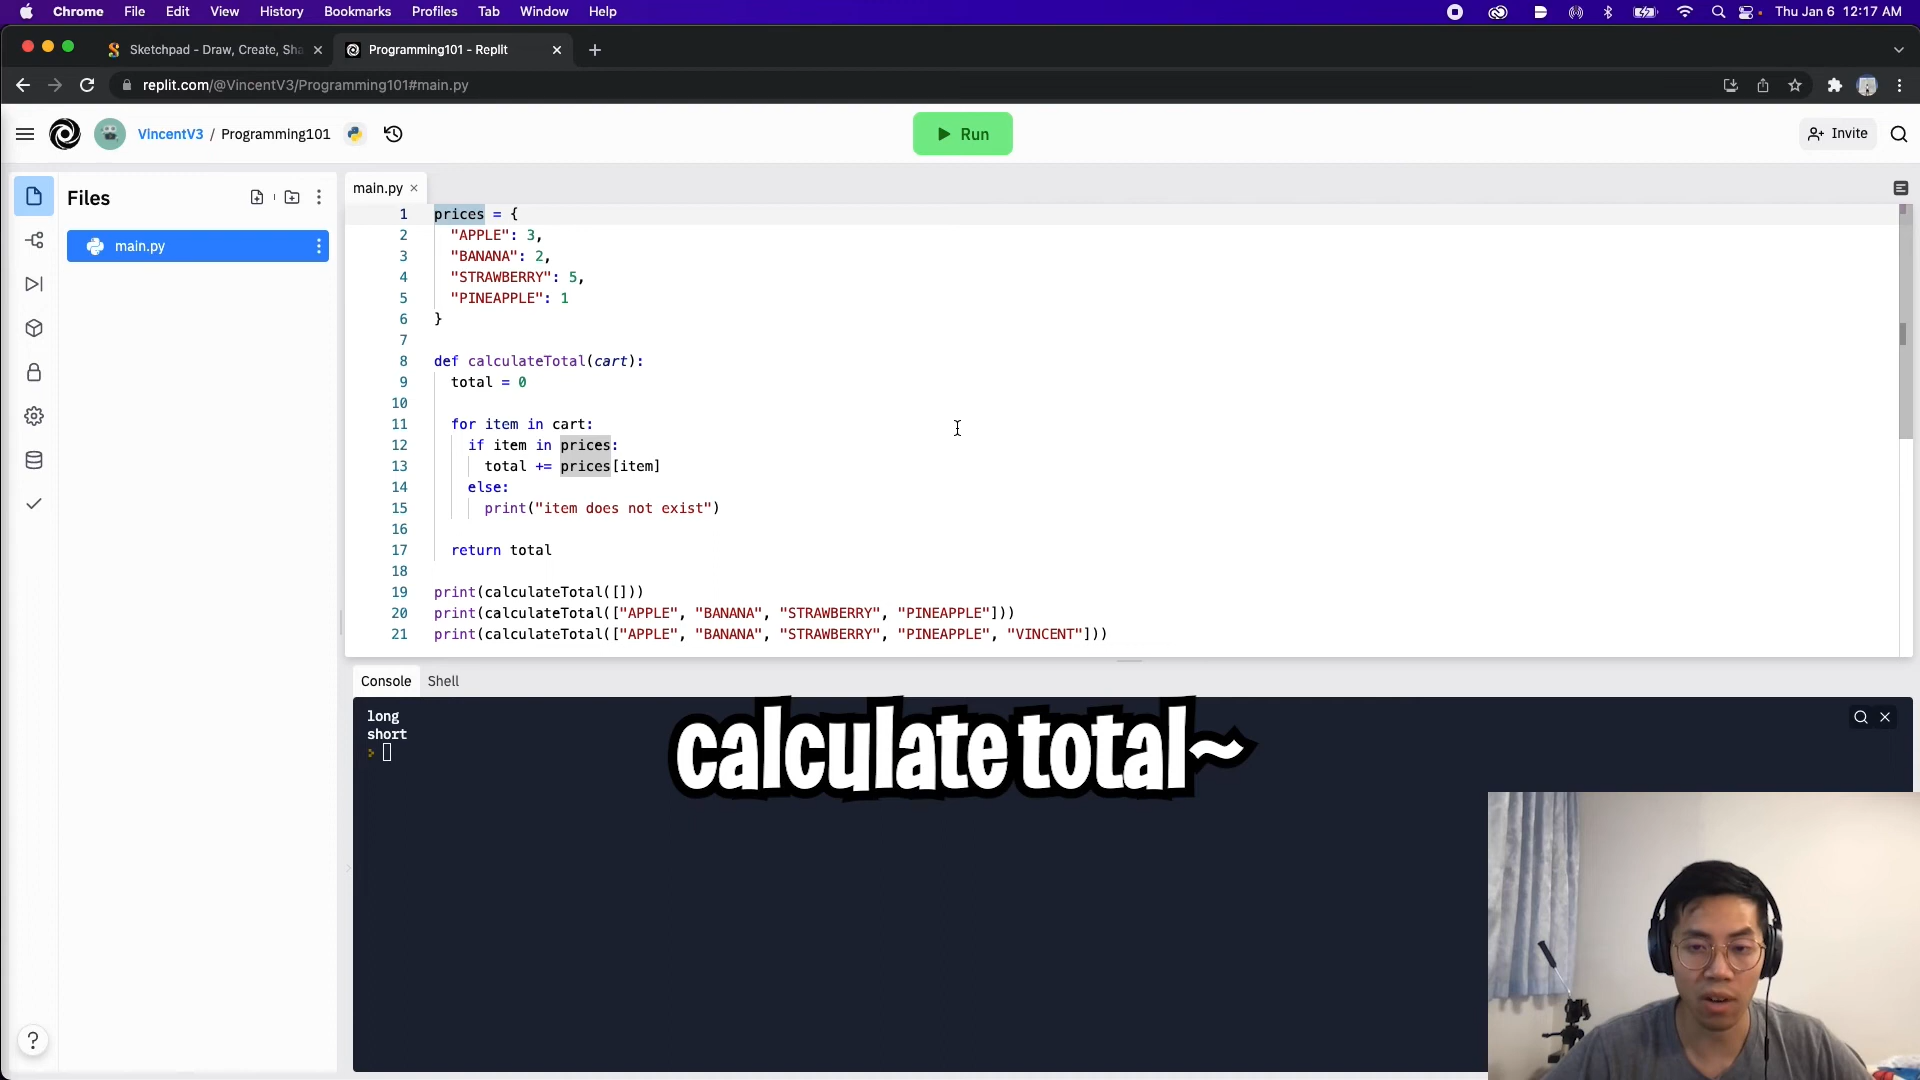 Chrome File Edit View History Bookmarks Profiles Tab Window Help Thu Jan 6 12:17 AM
Sketchpad - Draw, Create, Sha Programming101 - Replit
replit.com/@VincentV3/Programming101#main.py
VincentV3 / Programming101 Run Invite
Files main.py
main.py
1 prices = {
2 "APPLE": 3,
3 "BANANA": 2,
4 "STRAWBERRY": 5,
5 "PINEAPPLE": 1
6 }
7
8 def calculateTotal(cart):
9 total = 0
10
11 for item in cart:
12 if item in prices:
13 total += prices[item]
14 else:
15 print("item does not exist")
16
17 return total
18
19 print(calculateTotal([]))
20 print(calculateTotal(["APPLE", "BANANA", "STRAWBERRY", "PINEAPPLE"]))
21 print(calculateTotal(["APPLE", "BANANA", "STRAWBERRY", "PINEAPPLE", "VINCENT"]))
Console Shell
long
short
calculate total~
?